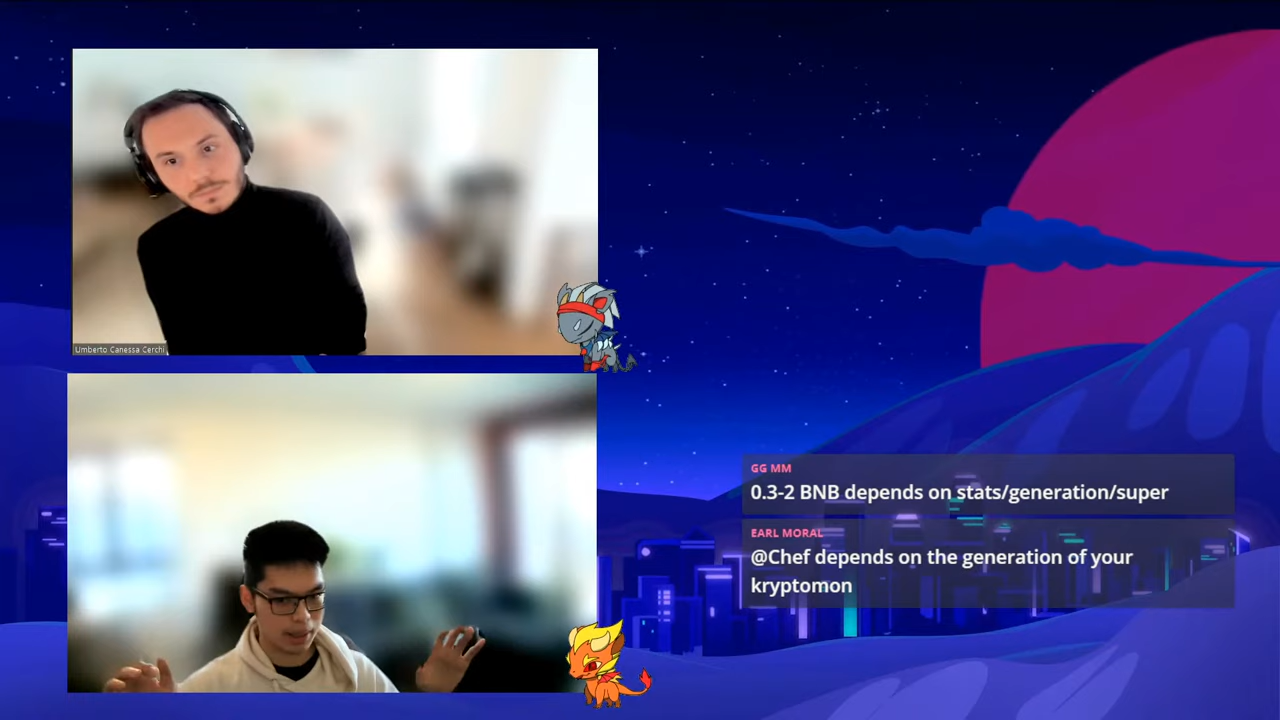 Umberto Canessa Cerchi
GG MM
0.3-2 BNB depends on stats/generation/super
EARL MORAL
@Chef depends on the generation of your
kryptomon